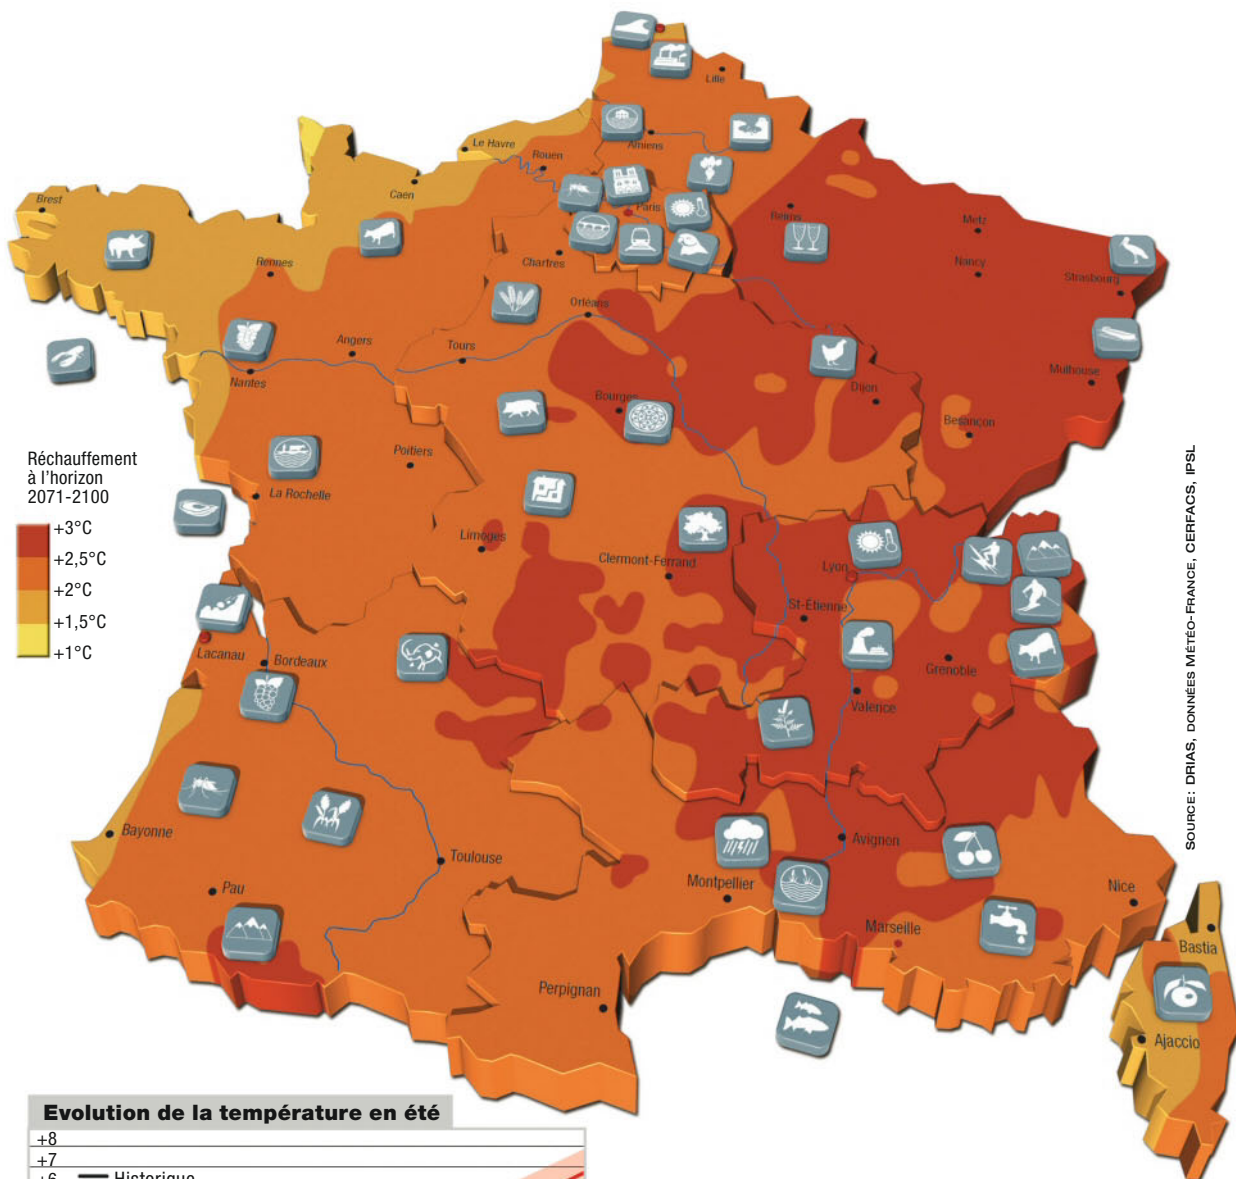 Lille
Amiens
Le Havre
Rouen
Caen
Brest
Paris
Reims
Metz
Nancy
Strasbourg
Chartres
Rennes
Orléans
Angers
Tours
Nantes
Mulhouse
Dijon
Bourges
Besançon
Poitiers
Réchauffement
à l'horizon
2071-2100
+3°C
+2,5°C
+2°C
+1,5°C
+1°C
La Rochelle
Limoges
Clermont-Ferrand
Lyon
St-Étienne
Lacanau
Bordeaux
Grenoble
Valence
SOURCE: DRIAS, DONNÉES MÉTÉO-FRANCE, CERFACS, IPSL
Bayonne
Toulouse
Avignon
Pau
Montpellier
Nice
Marseille
Bastia
Perpignan
Ajaccio
Evolution de la température en été
+8
+7
+6
Historique